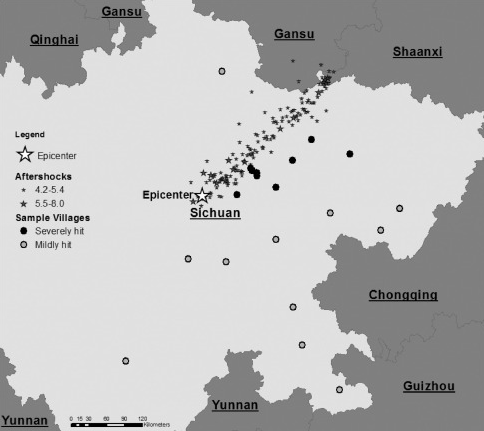 Gansu
Qinghai
Gansu
Shaanxi
Legend
Epicenter
Aftershocks
4.2-5.4
5.5-8.0
Sample Villages
Severely hit
Mildly hit
Epicenter
Sichuan
Chongqing
Guizhou
Yunnan
Yunnan
0 15 30 60 90 120
Kilometers